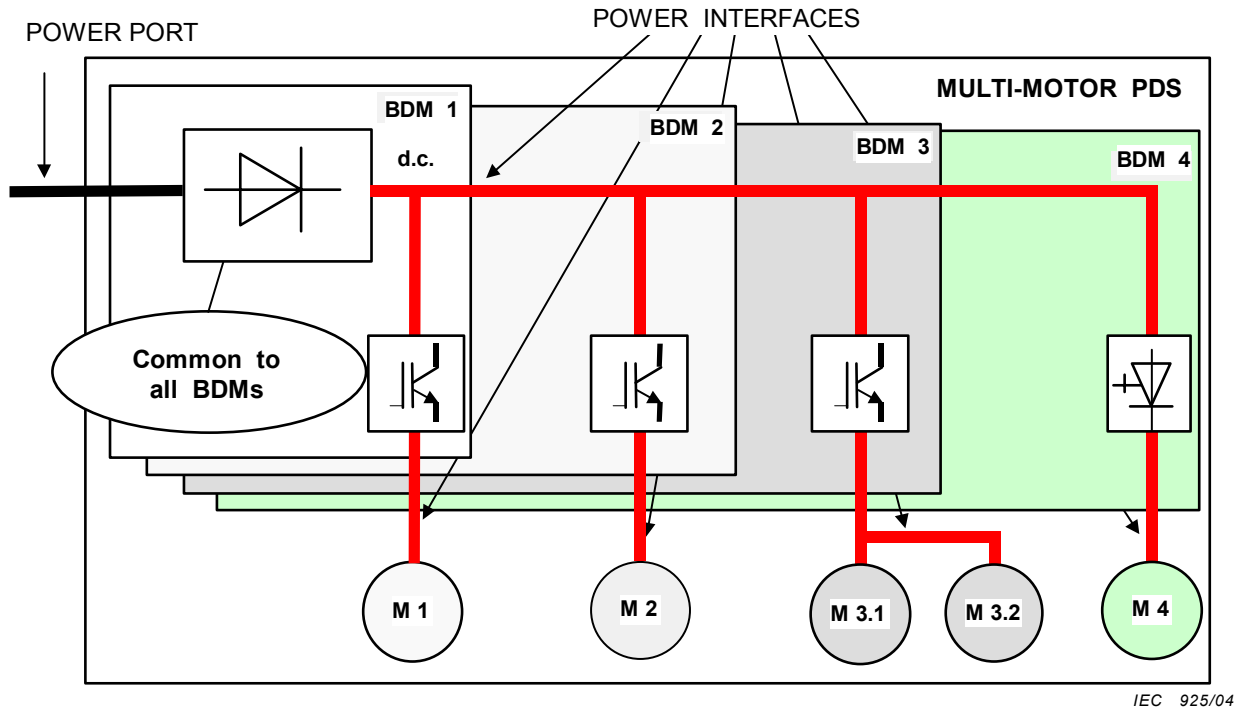 POWER INTERFACES
POWER PORT
MULTI-MOTOR PDS
BDM 1
BDM 2
BDM 3
BDM 4
d.c.
Common to
all BDMs
M 1
M 2
M 3.1
M 3.2
M 4
IEC 925/04